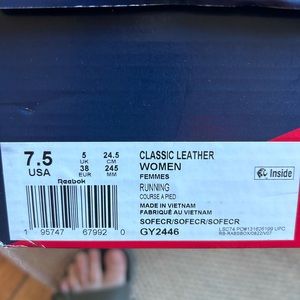 7.5
USA
5
UK
24.5
CM
38
EUR
245
MM
Reebok
1 95747 67992 0
CLASSIC LEATHER
WOMEN
FEMMES
RUNNING
COURSE A PIED
MADE IN VIETNAM
FABRIQUÉ AU VIETNAM
SOFECR/SOFECR/SOFECR
GY2446
Inside